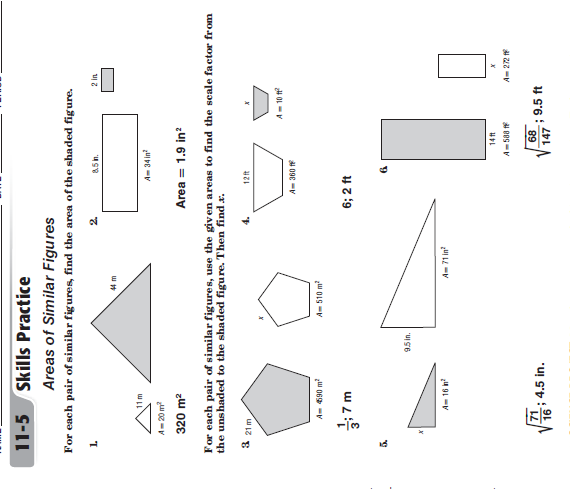 11-5 Skills Practice
Areas of Similar Figures
For each pair of similar figures, find the area of the shaded figure.
1.
11 m
44 m
A = 20 m²
320 m²
2.
8.5 in.
2 in.
A = 34 in²
Area = 1.9 in²
For each pair of similar figures, use the given areas to find the scale factor from
the unshaded to the shaded figure. Then find x.
3.
21 m
x
A = 4590 m²
A = 510 m²
1/3; 7 m
4.
12 ft
x
A = 360 ft²
A = 10 ft²
6; 2 ft
5.
x
9.5 in.
A = 16 in²
A = 71 in²
√71/16; 4.5 in.
6.
14 ft
x
A = 588 ft²
A = 272 ft²
√68/147; 9.5 ft